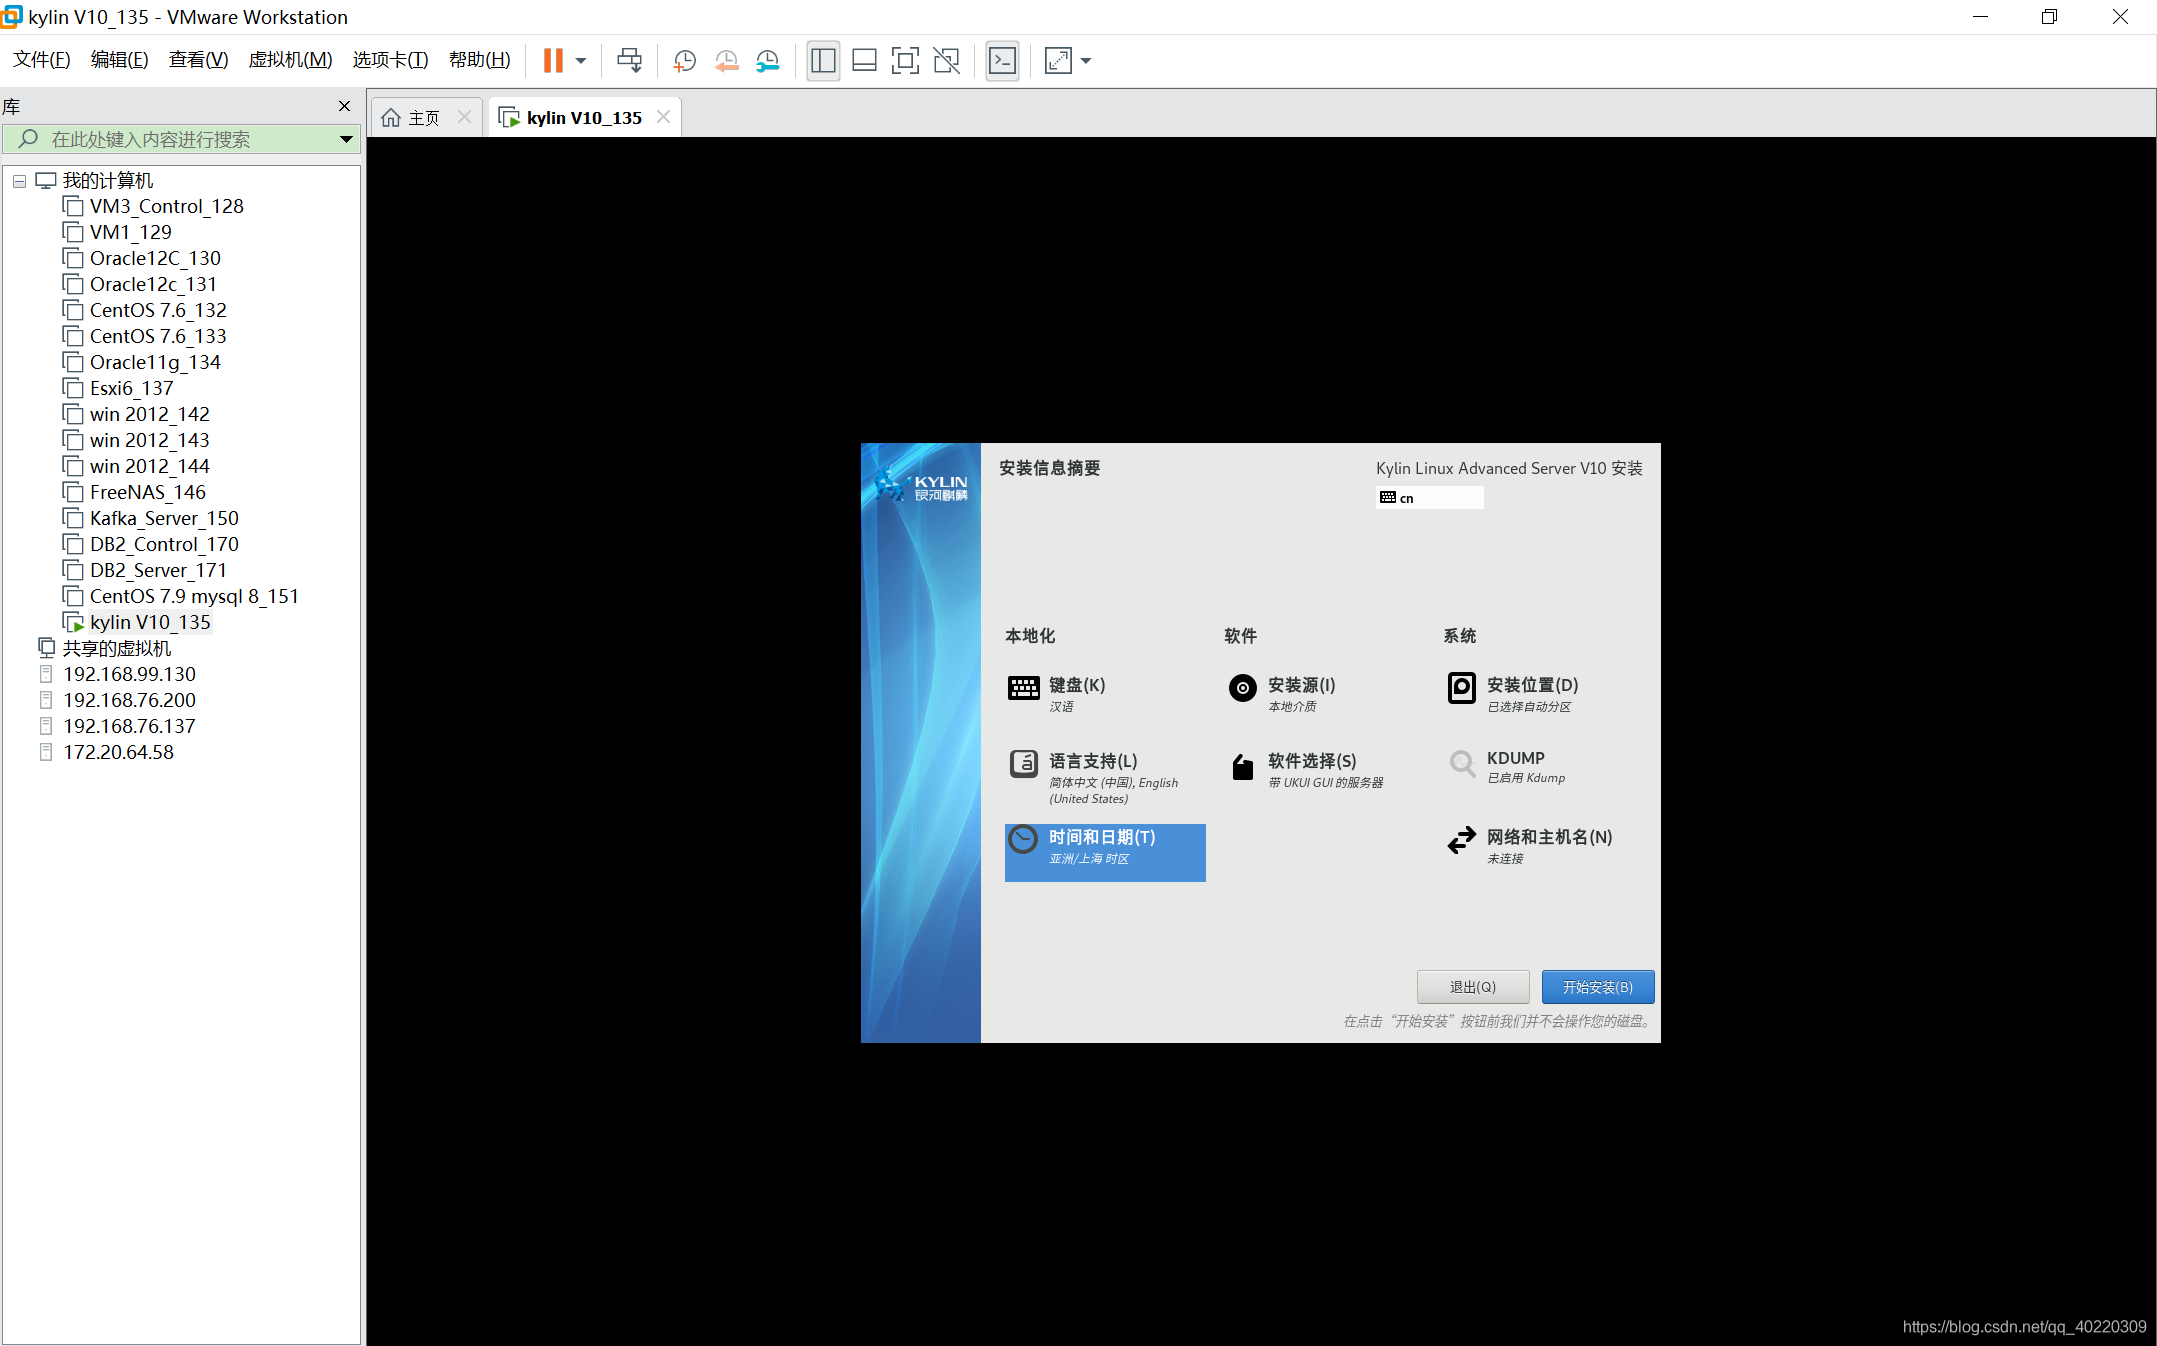 kylin V10_135 - VMware Workstation
文件(F) 编辑(E) 查看(V) 虚拟机(M) 选项卡(T) 帮助(H)
库
在此处键入内容进行搜索
主页
kylin V10_135
我的计算机
VM3_Control_128
VM1_129
Oracle12C_130
Oracle12c_131
CentOS 7.6_132
CentOS 7.6_133
Oracle11g_134
Esxi6_137
win 2012_142
win 2012_143
win 2012_144
FreeNAS_146
Kafka_Server_150
DB2_Control_170
DB2_Server_171
CentOS 7.9 mysql 8_151
kylin V10_135
共享的虚拟机
192.168.99.130
192.168.76.200
192.168.76.137
172.20.64.58
KYLIN
银河麒麟
安装信息摘要
Kylin Linux Advanced Server V10 安装
cn
本地化
键盘(K)
汉语
语言支持(L)
简体中文 (中国), English
(United States)
时间和日期(T)
亚洲/上海 时区
软件
安装源(I)
本地介质
软件选择(S)
带 UKUI GUI 的服务器
系统
安装位置(D)
已选择自动分区
KDUMP
已启用 Kdump
网络和主机名(N)
未连接
退出(Q)
开始安装(B)
在点击“开始安装”按钮前我们并不会操作您的磁盘。
https://blog.csdn.net/qq_40220309